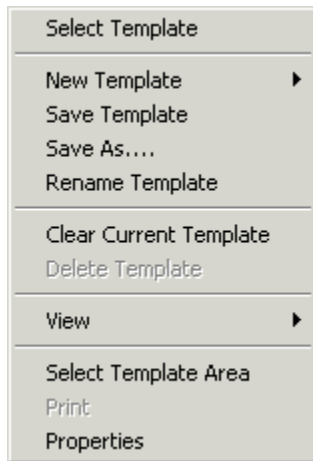 Select Template
New Template
Save Template
Save As....
Rename Template
Clear Current Template
Delete Template
View
Select Template Area
Print
Properties